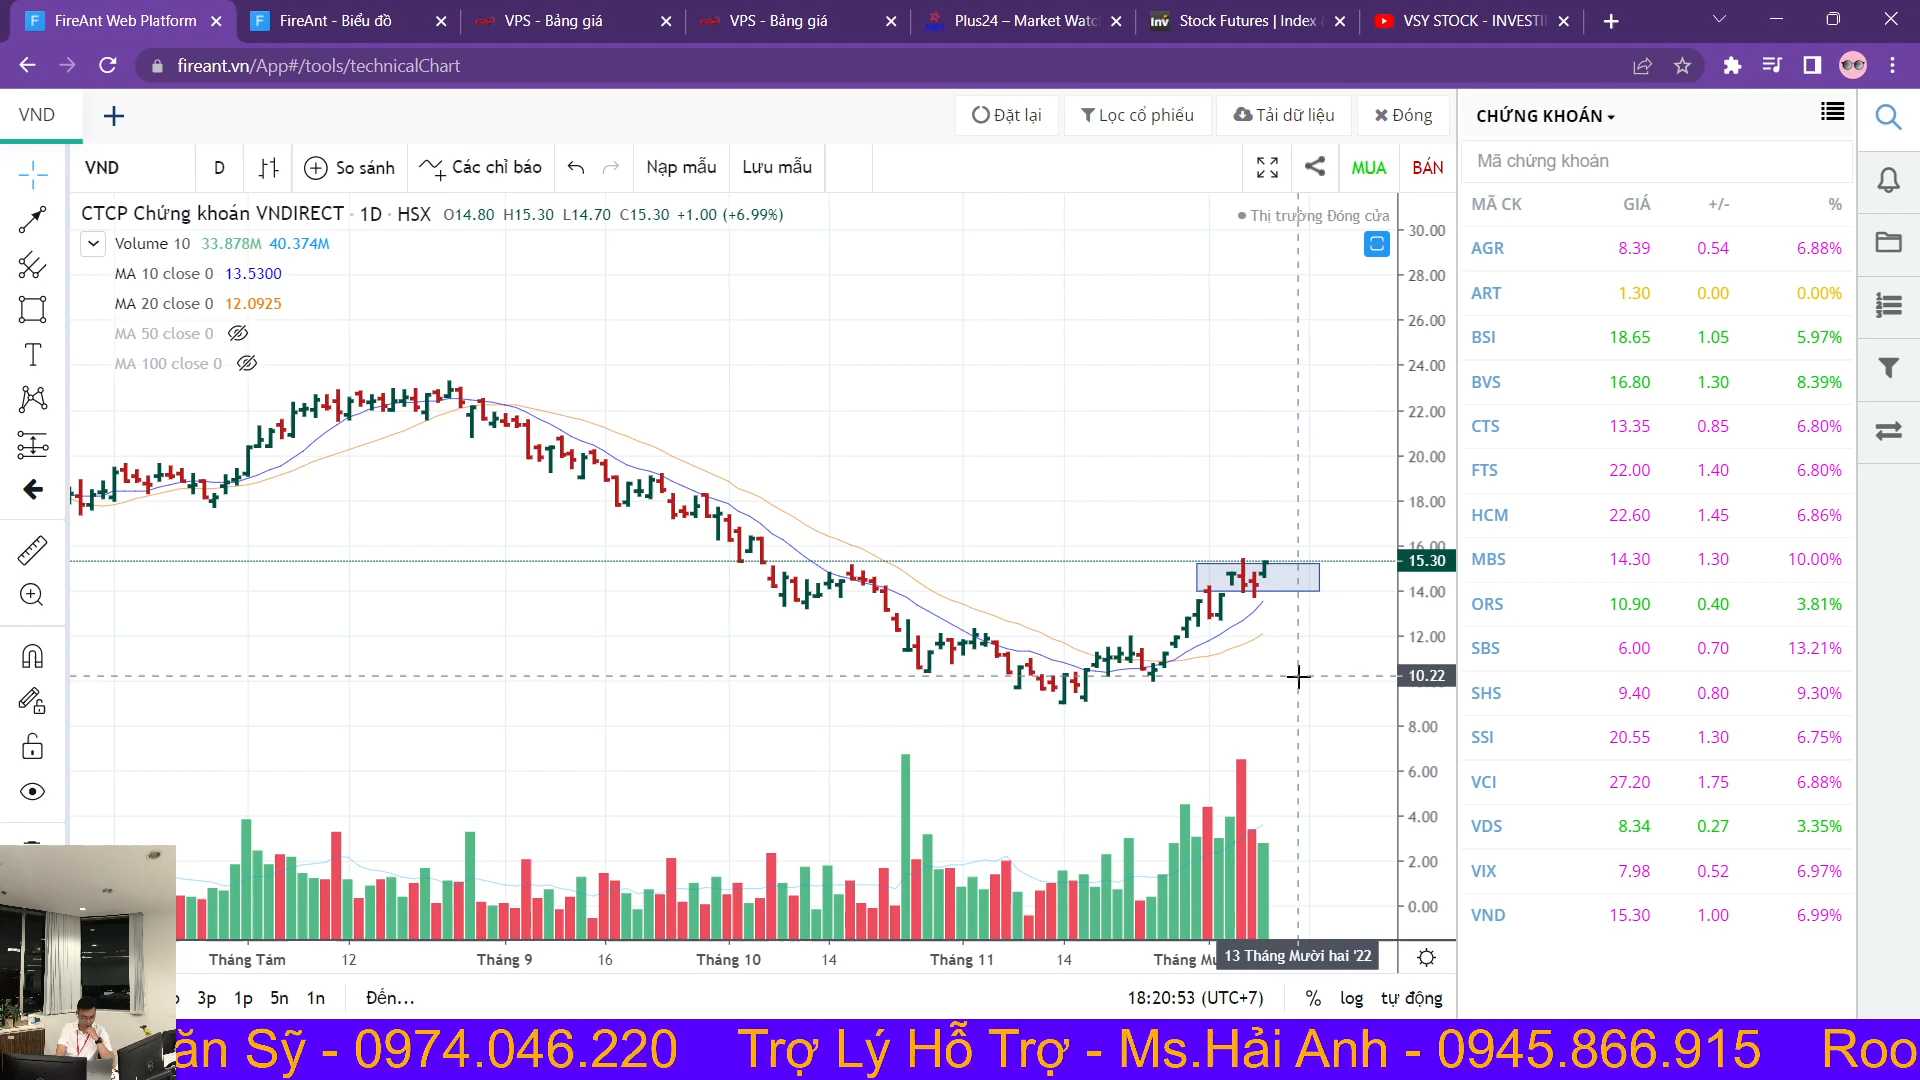 FireAnt Web Platform
FireAnt - Biểu đồ
VPS - Bảng giá
VPS - Bảng giá
Plus24 – Market Watc
Stock Futures | Index
VSY STOCK - INVESTI
fireant.vn/App#/tools/technicalChart
VND
Đặt lại
Lọc cổ phiếu
Tải dữ liệu
Đóng
VND
D
So sánh
Các chỉ báo
Nạp mẫu
Lưu mẫu
MUA
BÁN
CTCP Chứng khoán VNDIRECT · 1D · HSX O14.80 H15.30 L14.70 C15.30 +1.00 (+6.99%)
Thị trường Đóng cửa
Volume 10 33.878M 40.374M
MA 10 close 0 13.5300
MA 20 close 0 12.0925
MA 50 close 0
MA 100 close 0
30.00
28.00
26.00
24.00
22.00
20.00
18.00
16.00
15.30
14.00
12.00
10.22
8.00
6.00
4.00
2.00
0.00
Tháng Tám 12 Tháng 9 16 Tháng 10 14 Tháng 11 14 Tháng Mư
13 Tháng Mười hai '22
3p 1p 5n 1n Đến...
18:20:53 (UTC+7) % log tự động
CHỨNG KHOÁN
Mã chứng khoán
MÃ CK GIÁ +/- %
AGR 8.39 0.54 6.88%
ART 1.30 0.00 0.00%
BSI 18.65 1.05 5.97%
BVS 16.80 1.30 8.39%
CTS 13.35 0.85 6.80%
FTS 22.00 1.40 6.80%
HCM 22.60 1.45 6.86%
MBS 14.30 1.30 10.00%
ORS 10.90 0.40 3.81%
SBS 6.00 0.70 13.21%
SHS 9.40 0.80 9.30%
SSI 20.55 1.30 6.75%
VCI 27.20 1.75 6.88%
VDS 8.34 0.27 3.35%
VIX 7.98 0.52 6.97%
VND 15.30 1.00 6.99%
ăn Sỹ - 0974.046.220 Trợ Lý Hỗ Trợ - Ms.Hải Anh - 0945.866.915 Roo